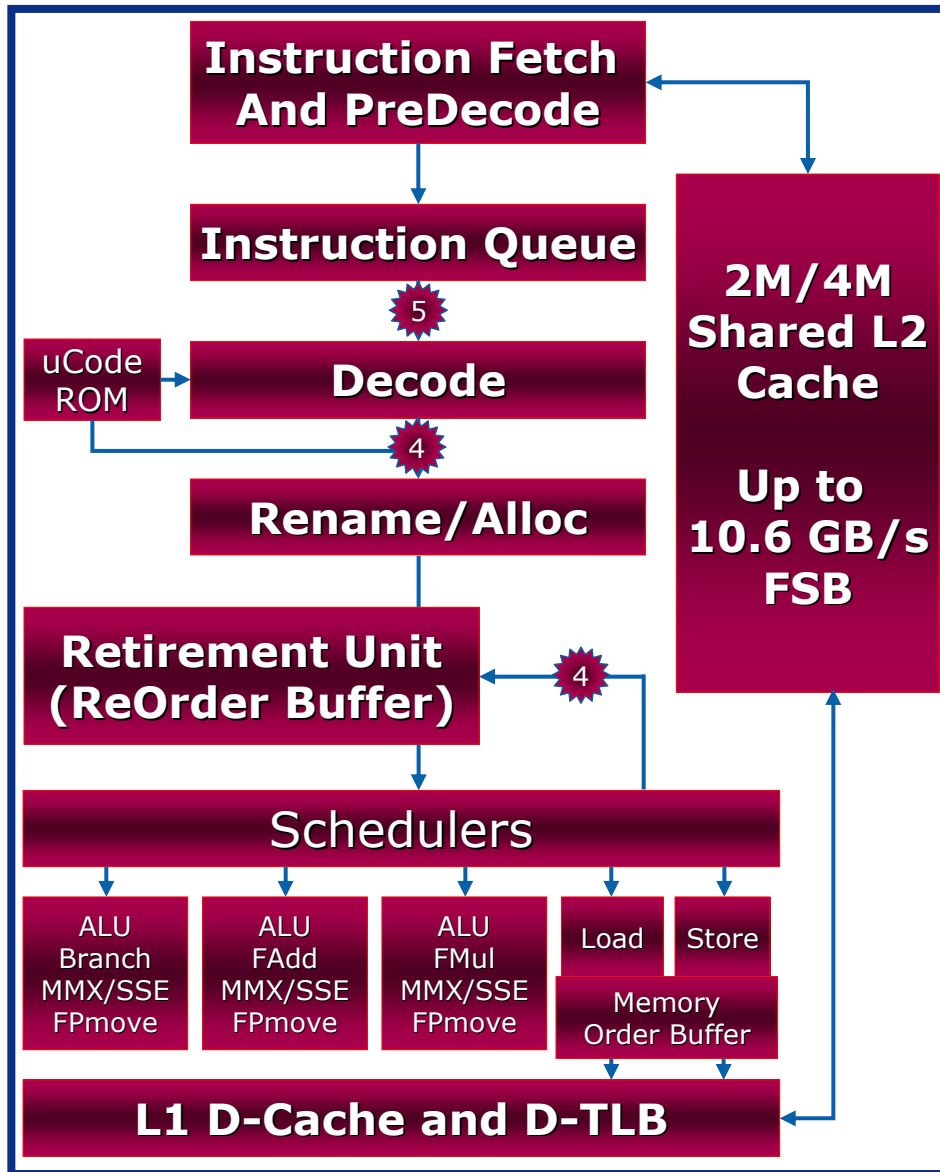 Instruction Fetch
And PreDecode
Instruction Queue
5
uCode
ROM
Decode
4
Rename/Alloc
2M/4M
Shared L2
Cache
Up to
10.6 GB/s
FSB
Retirement Unit
(ReOrder Buffer)
4
Schedulers
ALU
Branch
MMX/SSE
FPmove
ALU
FAdd
MMX/SSE
FPmove
ALU
FMul
MMX/SSE
FPmove
Load
Store
Memory
Order Buffer
L1 D-Cache and D-TLB